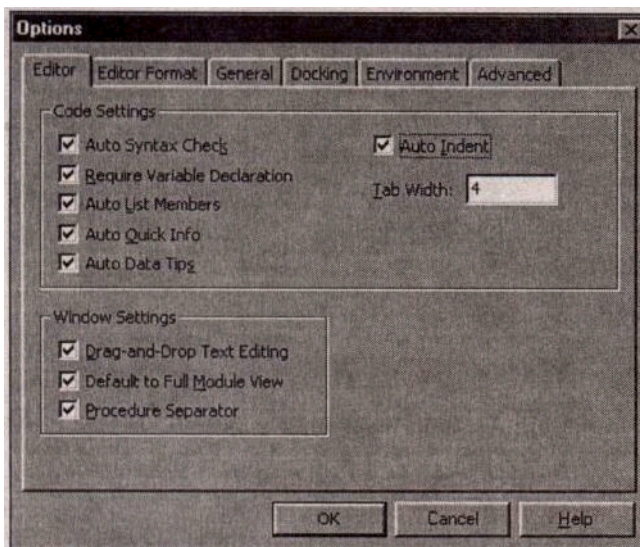 Options
Editor Editor Format General Docking Environment Advanced
Code Settings
Auto Syntax Check
Require Variable Declaration
Auto List Members
Auto Quick Info
Auto Data Tips
Auto Indent
Tab Width: 4
Window Settings
Drag-and-Drop Text Editing
Default to Full Module View
Procedure Separator
OK Cancel Help